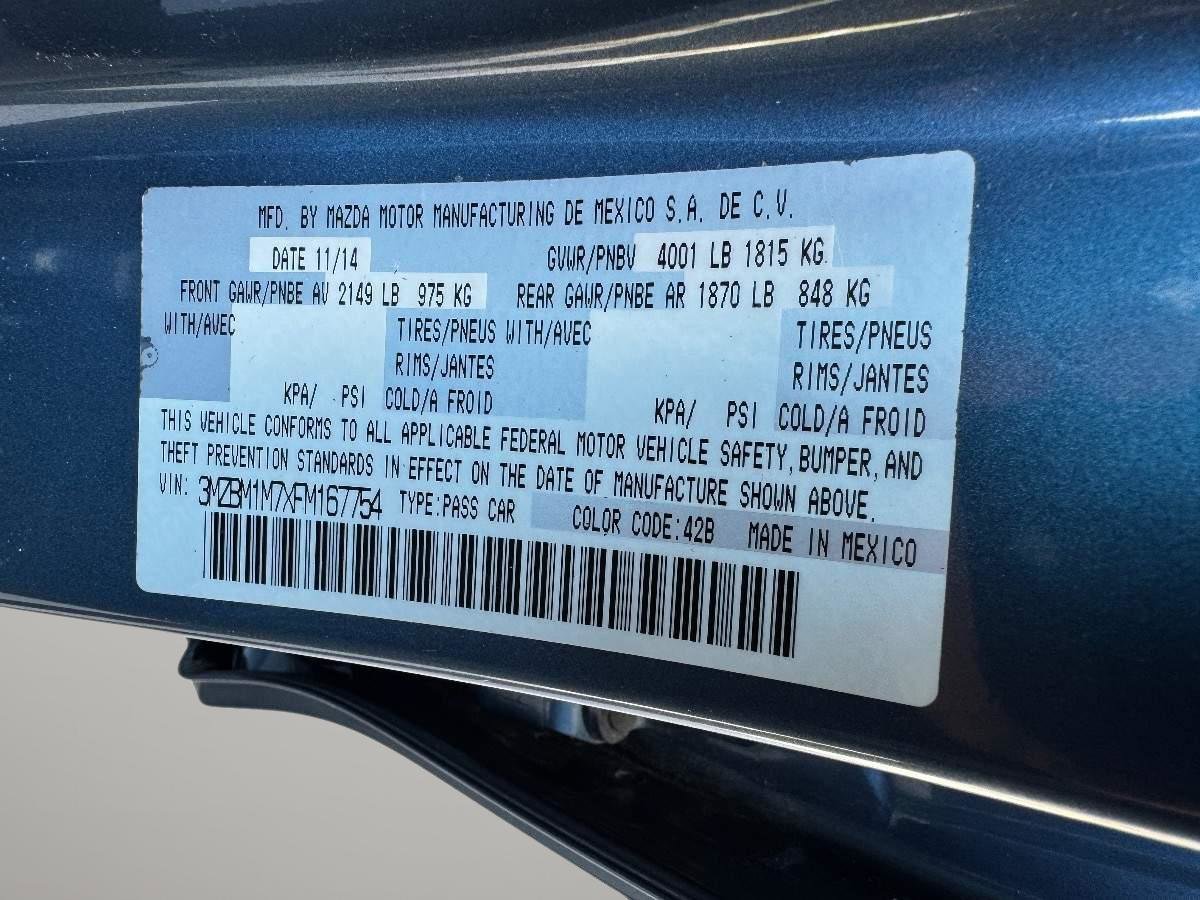 MFD. BY MAZDA MOTOR MANUFACTURING DE MEXICO S.A. DE C.V.
DATE 11/14 GVWR/PNBV 4001 LB 1815 KG
FRONT GAWR/PNBE AV 2149 LB 975 KG REAR GAWR/PNBE AR 1870 LB 848 KG
WITH/AVEC TIRES/PNEUS WITH/AVEC TIRES/PNEUS
RIMS/JANTES RIMS/JANTES
KPA/ PSI COLD/A FROID KPA/ PSI COLD/A FROID
THIS VEHICLE CONFORMS TO ALL APPLICABLE FEDERAL MOTOR VEHICLE SAFETY, BUMPER, AND
THEFT PREVENTION STANDARDS IN EFFECT ON THE DATE OF MANUFACTURE SHOWN ABOVE.
VIN: 3MZBM1M7XFM167754 TYPE:PASS CAR COLOR CODE:42B MADE IN MEXICO